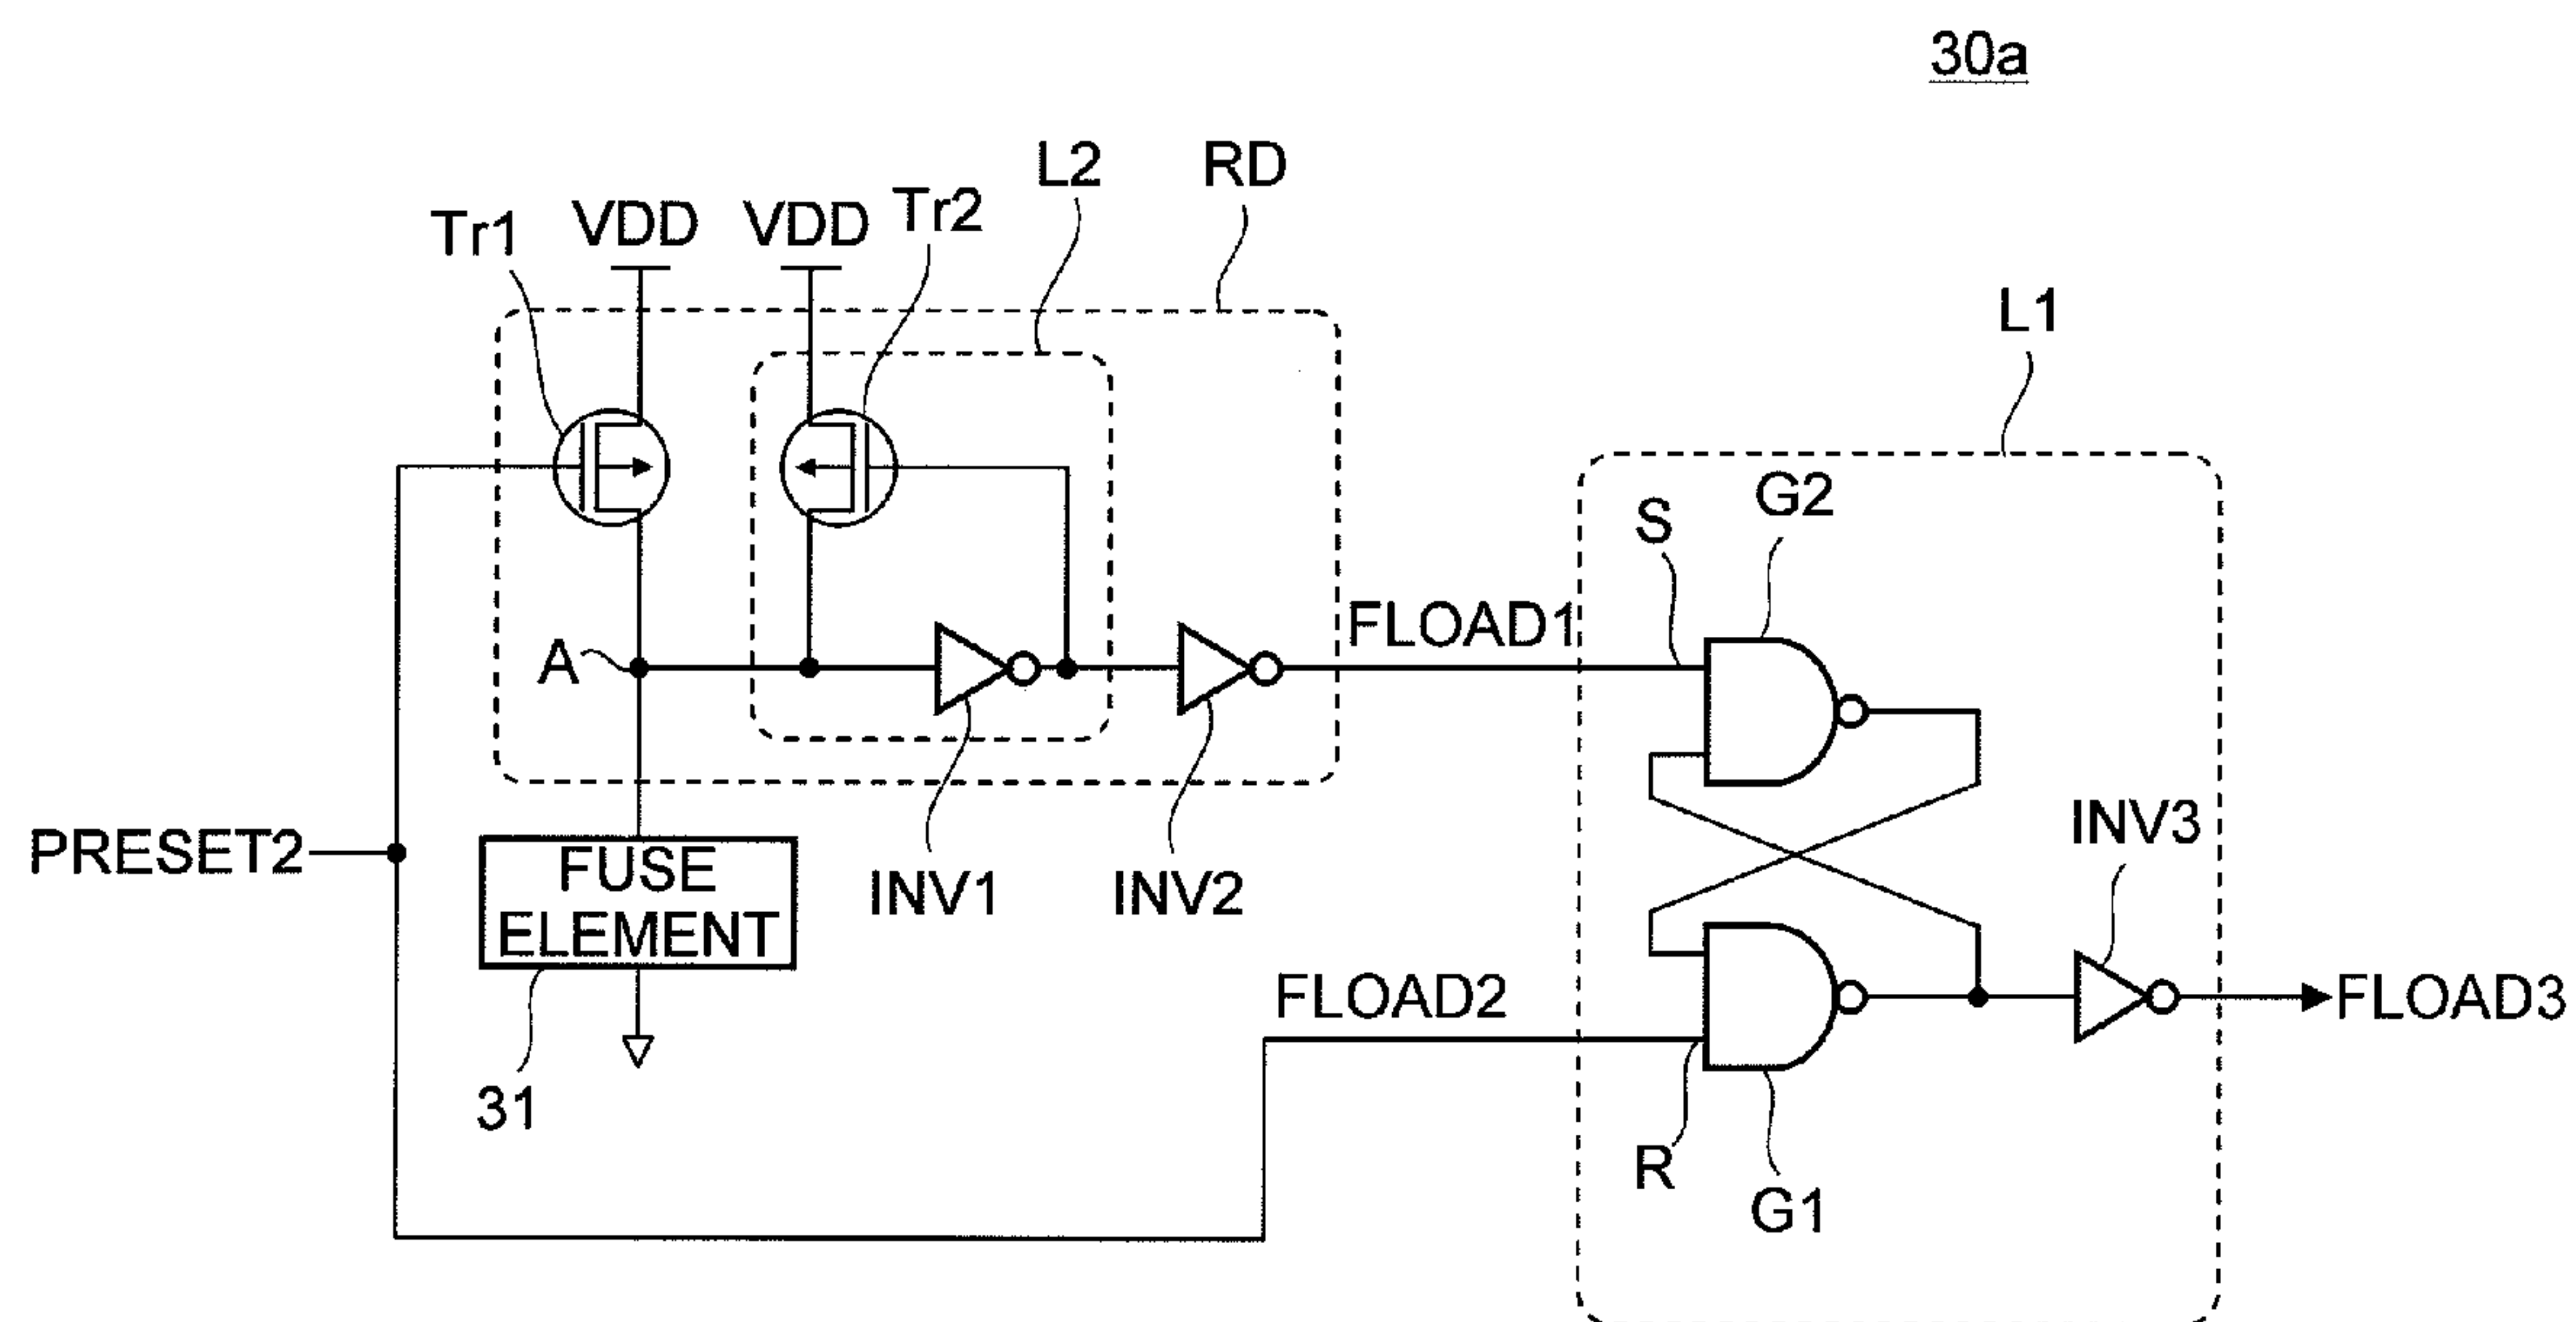 30a
L2
RD
Tr1
VDD
VDD
Tr2
L1
S
G2
FLOAD1
A
INV1
INV2
INV3
PRESET2
FUSE
ELEMENT
31
FLOAD2
FLOAD3
R
G1